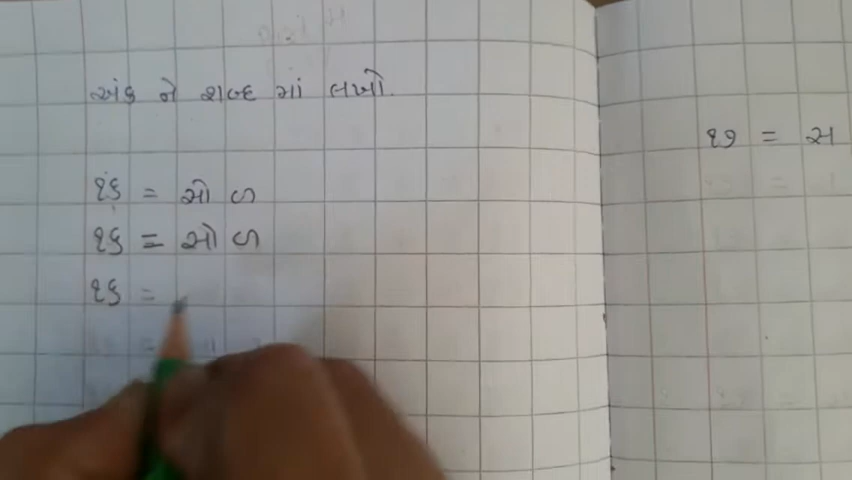 અંક ને શબ્દ માં લખો.
૧૬ = સોળ
૧૬ = સોળ
૧૬ =
૧૭ = સ